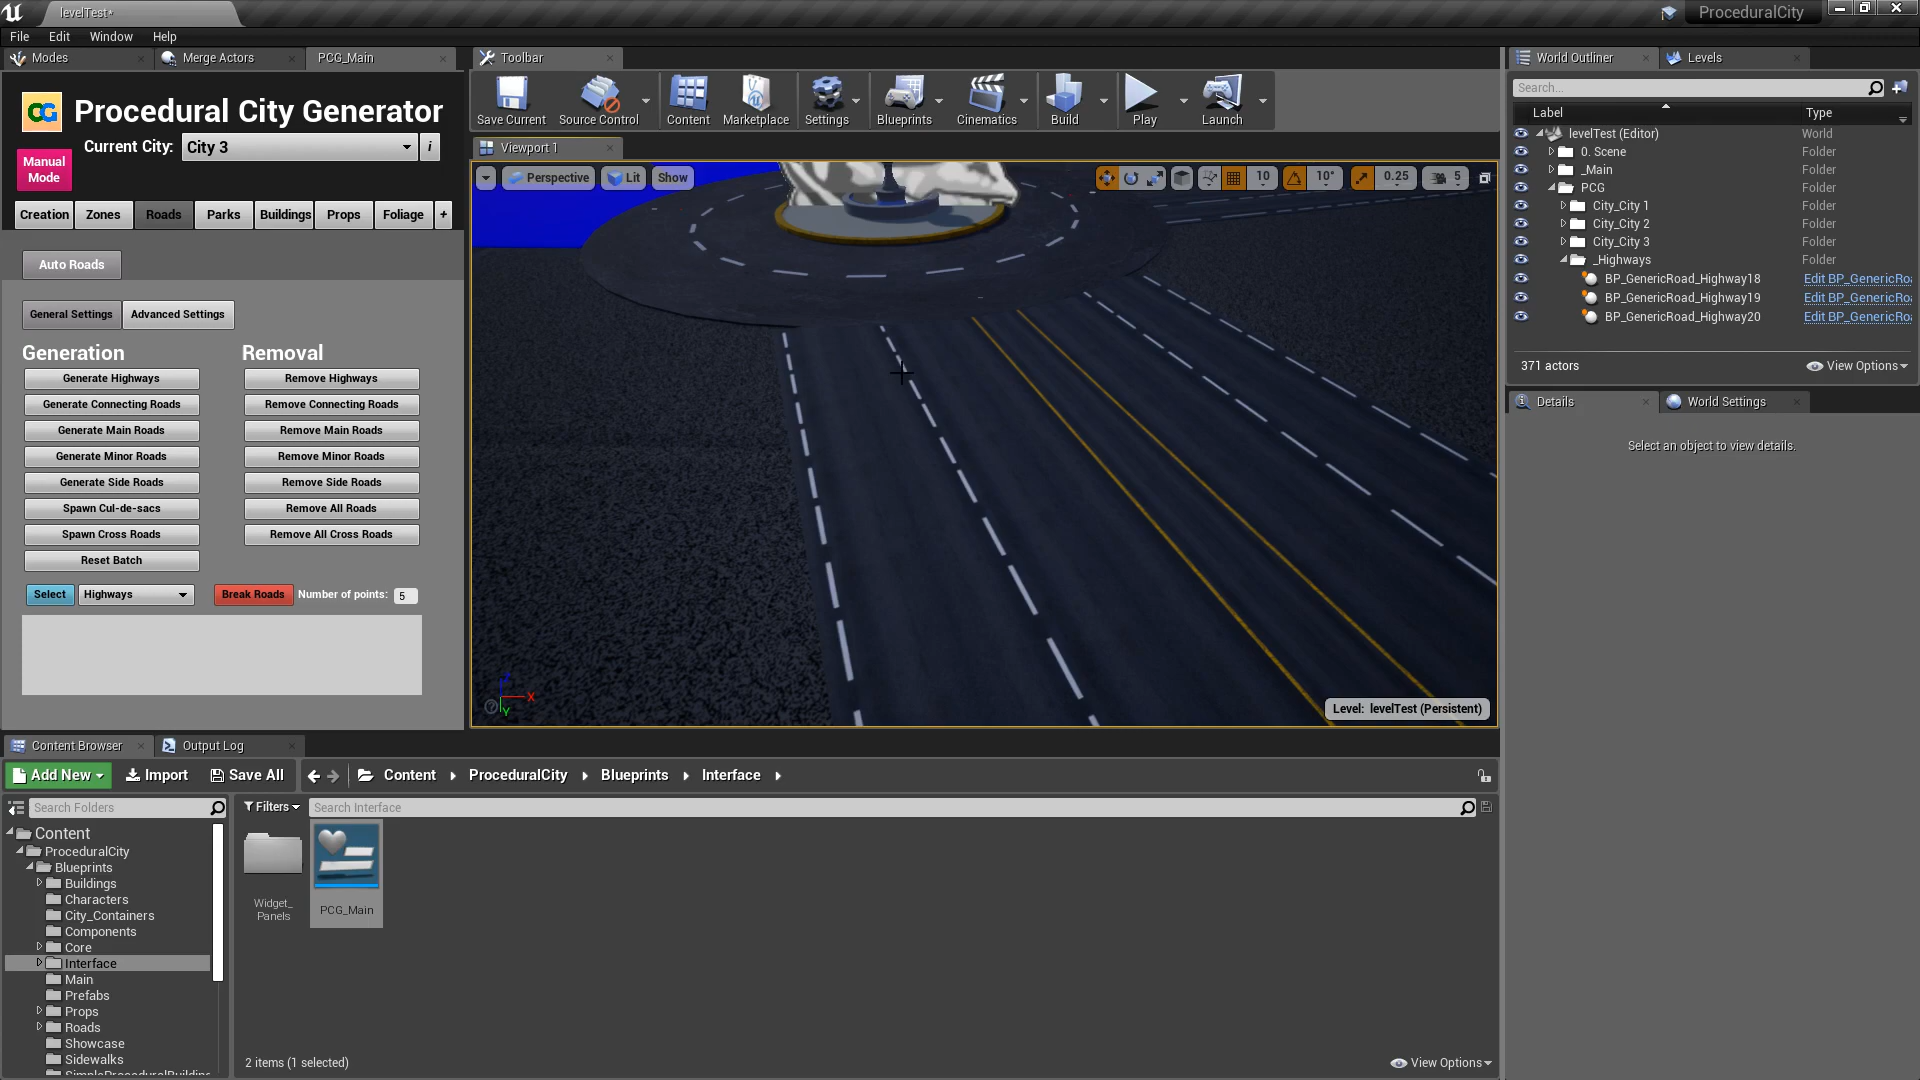 levelTest*
ProceduralCity
File Edit Window Help
Modes
Merge Actors
PCG_Main
Toolbar
World Outliner
Levels
CG Procedural City Generator
Current City: City 3 i
Manual
Mode
Creation Zones Roads Parks Buildings Props Foliage +
Auto Roads
General Settings Advanced Settings
Generation Removal
Generate Highways Remove Highways
Generate Connecting Roads Remove Connecting Roads
Generate Main Roads Remove Main Roads
Generate Minor Roads Remove Minor Roads
Generate Side Roads Remove Side Roads
Spawn Cul-de-sacs Remove All Roads
Spawn Cross Roads Remove All Cross Roads
Reset Batch
Select Highways Break Roads Number of points: 5
Save Current Source Control Content Marketplace Settings Blueprints Cinematics Build Play Launch
Viewport 1
Perspective Lit Show 10 10° 0.25 5
Z
X
Y
?
Level: levelTest (Persistent)
Search...
Label Type
levelTest (Editor) World
0. Scene Folder
_Main Folder
PCG Folder
City_City 1 Folder
City_City 2 Folder
City_City 3 Folder
_Highways Folder
BP_GenericRoad_Highway18 Edit BP_GenericRo
BP_GenericRoad_Highway19 Edit BP_GenericRo
BP_GenericRoad_Highway20 Edit BP_GenericRo
371 actors View Options
Details World Settings
Select an object to view details.
Content Browser Output Log
Add New Import Save All Content ProceduralCity Blueprints Interface
Search Folders Filters Search Interface
Content
ProceduralCity
Blueprints
Buildings
Characters
City_Containers
Components
Core
Interface
Main
Prefabs
Props
Roads
Showcase
Sidewalks
Widget_
Panels
PCG_Main
2 items (1 selected) View Options